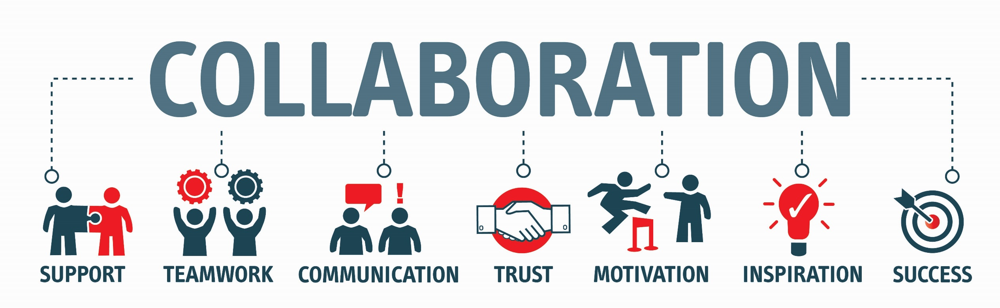 COLLABORATION
!
SUPPORT TEAMWORK COMMUNICATION TRUST MOTIVATION INSPIRATION SUCCESS